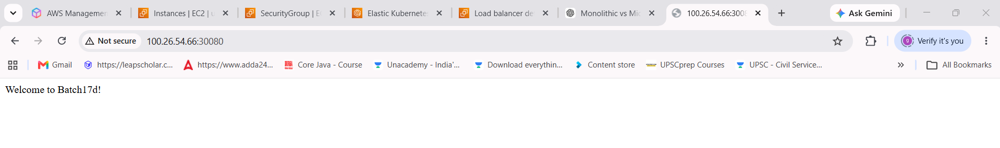 AWS Managemen
Instances | EC2 | u
SecurityGroup | E
Elastic Kubernete
Load balancer de
Monolithic vs Mic
100.26.54.66:3008
Ask Gemini
Not secure
100.26.54.66:30080
g
Verify it's you
Gmail
https://leapscholar.c...
https://www.adda24...
Core Java - Course
Unacademy - India'...
Download everythin...
Content store
UPSCprep Courses
UPSC - Civil Service...
All Bookmarks
Welcome to Batch17d!